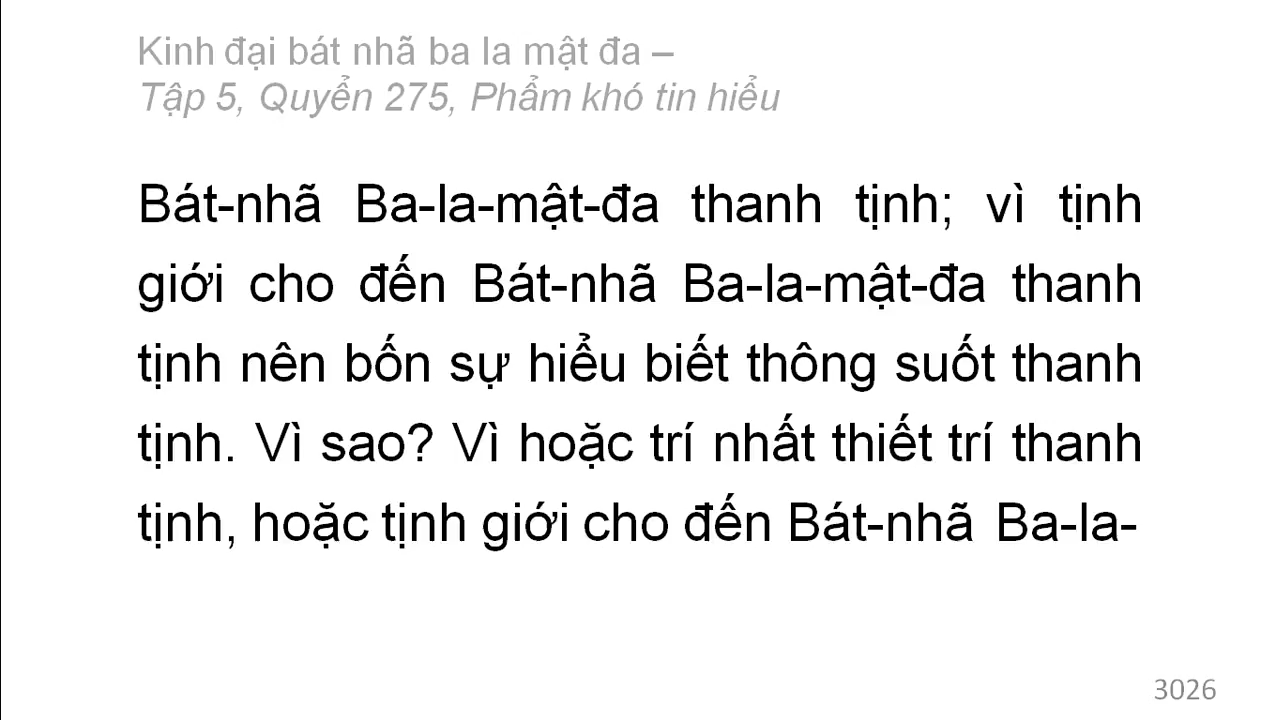 Kinh đại bát nhã ba la mật đa –
Tập 5, Quyển 275, Phẩm khó tin hiểu
Bát-nhã Ba-la-mật-đa thanh tịnh; vì tịnh
giới cho đến Bát-nhã Ba-la-mật-đa thanh
tịnh nên bốn sự hiểu biết thông suốt thanh
tịnh. Vì sao? Vì hoặc trí nhất thiết trí thanh
tịnh, hoặc tịnh giới cho đến Bát-nhã Ba-la-
3026